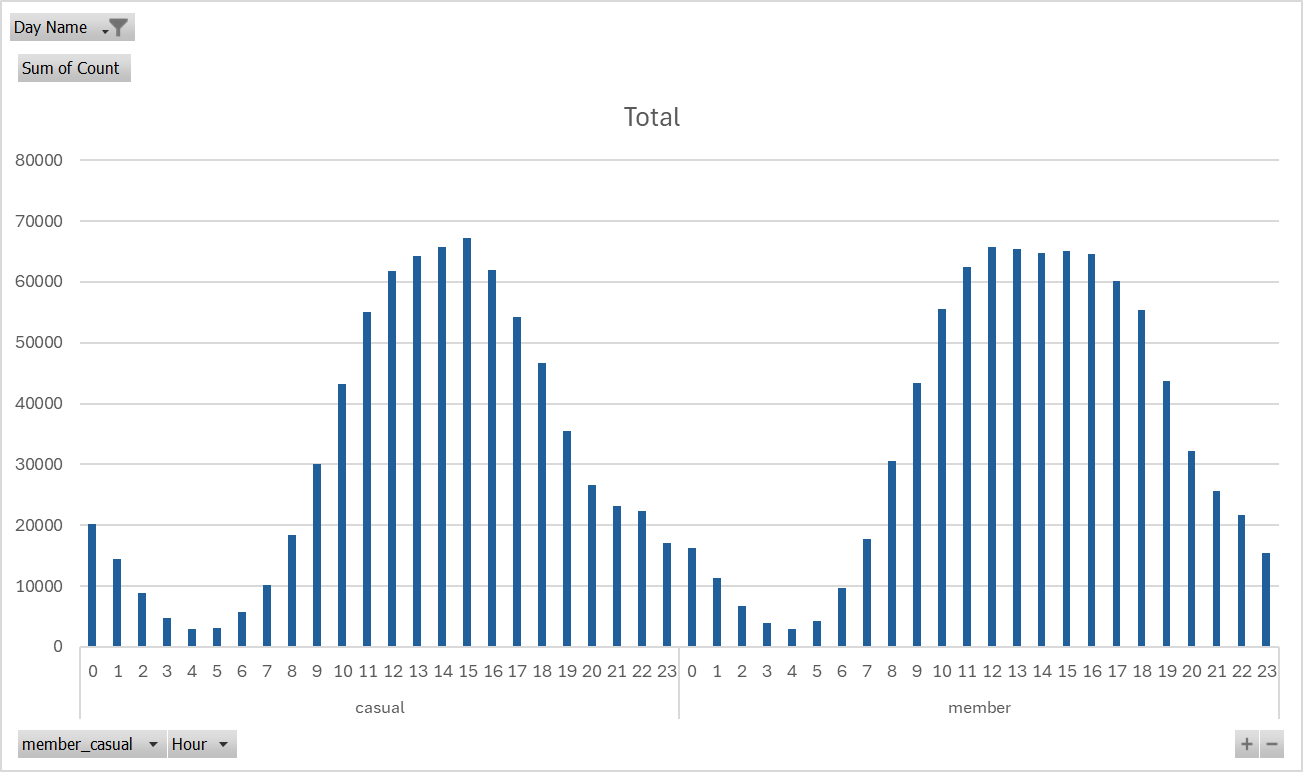 Day Name
Sum of Count
Total
80000
70000
60000
50000
40000
30000
20000
10000
0
0 1 2 3 4 5 6 7 8 9 10 11 12 13 14 15 16 17 18 19 20 21 22 23 0 1 2 3 4 5 6 7 8 9 10 11 12 13 14 15 16 17 18 19 20 21 22 23
casual member
member_casual Hour + −